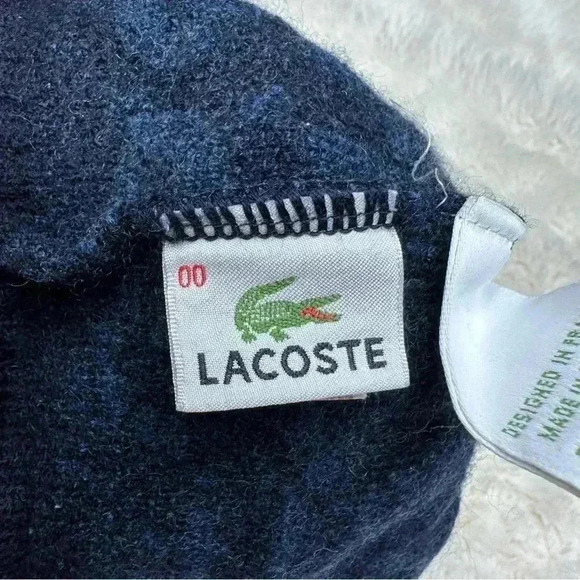 00
LACOSTE
DESIGNED IN FR
MADE IN